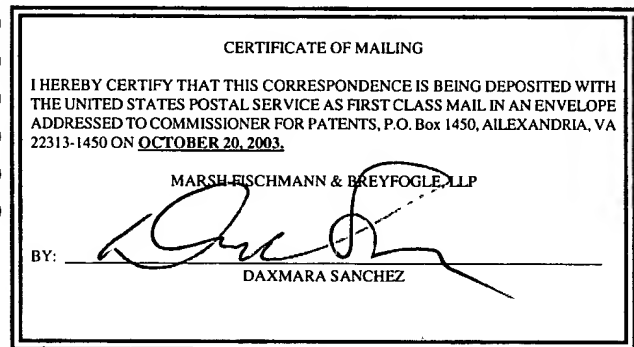 CERTIFICATE OF MAILING
I HEREBY CERTIFY THAT THIS CORRESPONDENCE IS BEING DEPOSITED WITH
THE UNITED STATES POSTAL SERVICE AS FIRST CLASS MAIL IN AN ENVELOPE
ADDRESSED TO COMMISSIONER FOR PATENTS, P.O. Box 1450, AILEXANDRIA, VA
22313-1450 ON OCTOBER 20, 2003.
MARSH FISCHMANN & BREYFOGLE, LLP
BY:
DAXMARA SANCHEZ